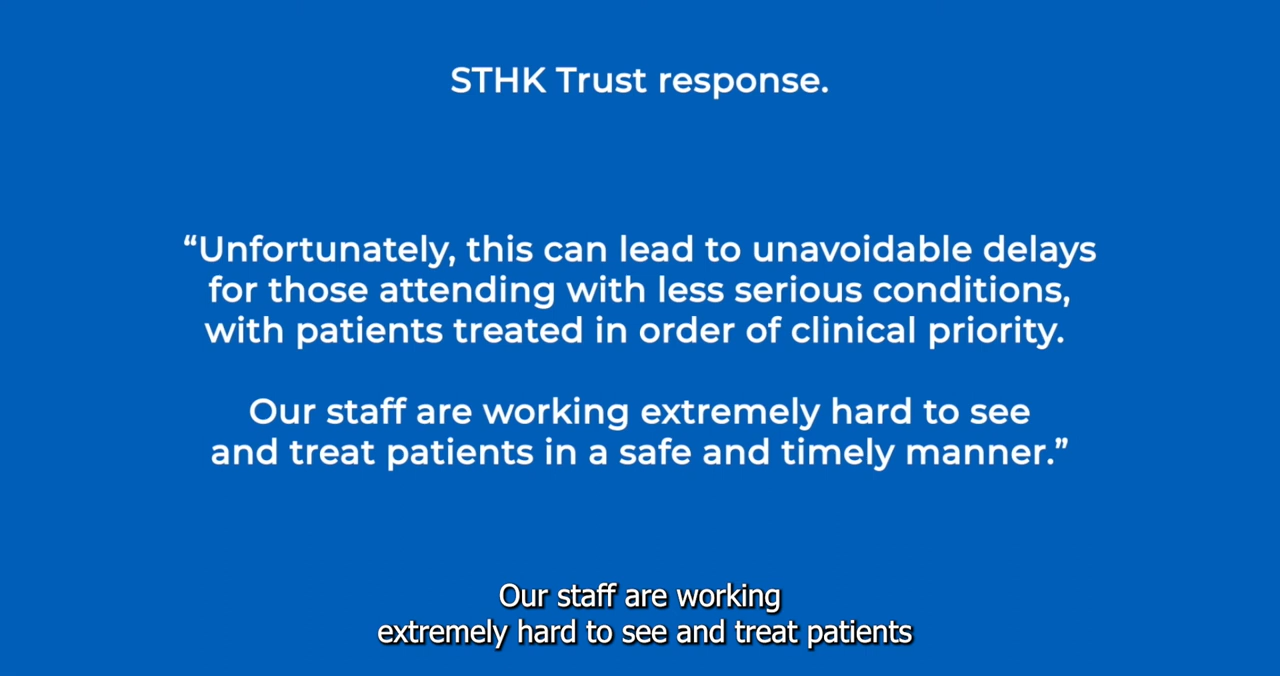 STHK Trust response.
“Unfortunately, this can lead to unavoidable delays
for those attending with less serious conditions,
with patients treated in order of clinical priority.
Our staff are working extremely hard to see
and treat patients in a safe and timely manner.”
Our staff are working
extremely hard to see and treat patients